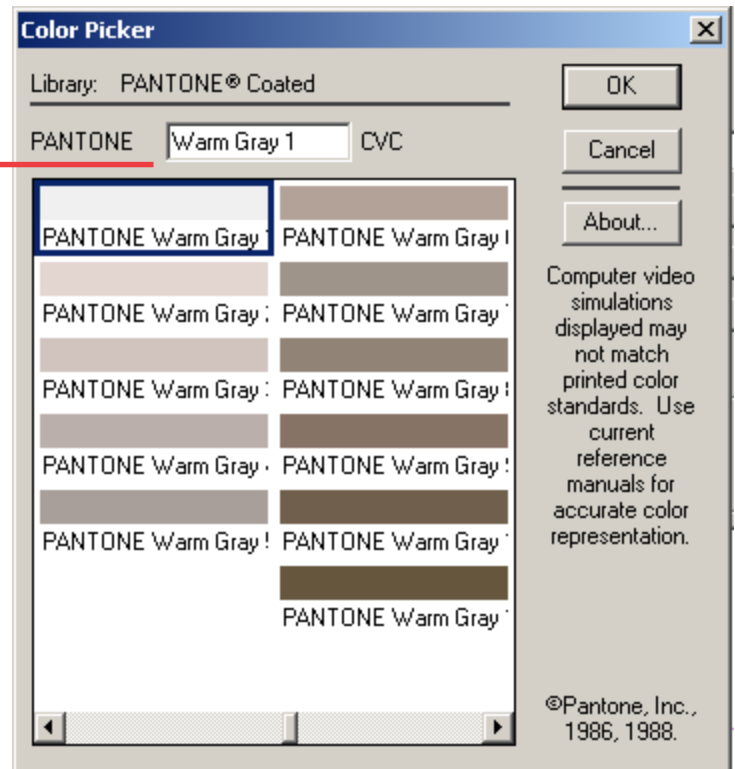 Color Picker
Library: PANTONE® Coated
OK
PANTONE Warm Gray 1 CVC
Cancel
About...
PANTONE Warm Gray
PANTONE Warm Gray
PANTONE Warm Gray
PANTONE Warm Gray
PANTONE Warm Gray
PANTONE Warm Gray
PANTONE Warm Gray
PANTONE Warm Gray
PANTONE Warm Gray
PANTONE Warm Gray
PANTONE Warm Gray
Computer video
simulations
displayed may
not match
printed color
standards. Use
current
reference
manuals for
accurate color
representation.
©Pantone, Inc.,
1986, 1988.